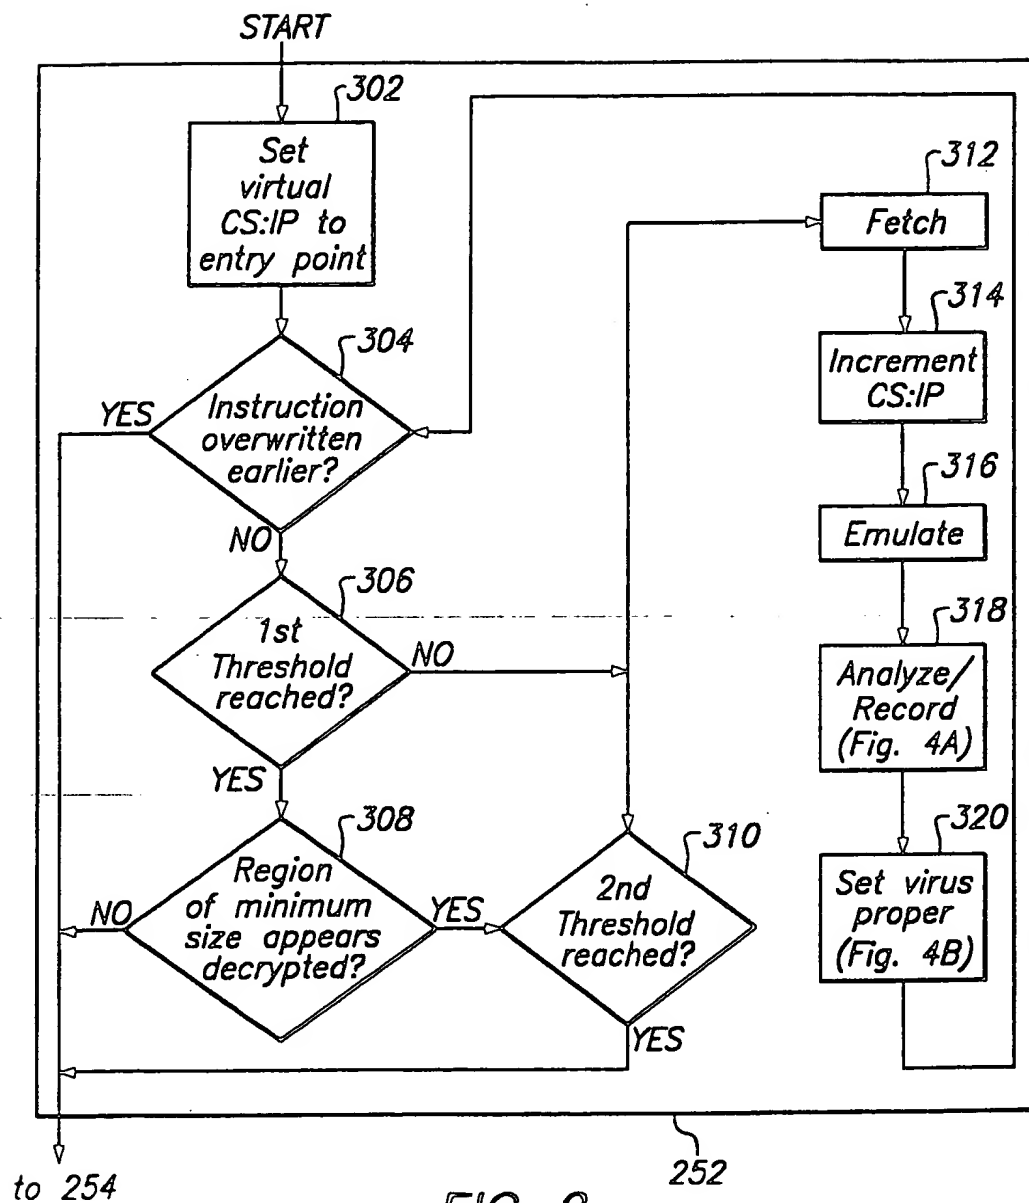 START
302
Set
virtual
CS:IP to
entry point
304
Instruction
overwritten
earlier?
YES
NO
306
1st
Threshold
reached?
NO
YES
308
Region
of minimum
size appears
decrypted?
NO
YES
310
2nd
Threshold
reached?
YES
312
Fetch
314
Increment
CS:IP
316
Emulate
318
Analyze/
Record
(Fig. 4A)
320
Set virus
proper
(Fig. 4B)
252
to 254